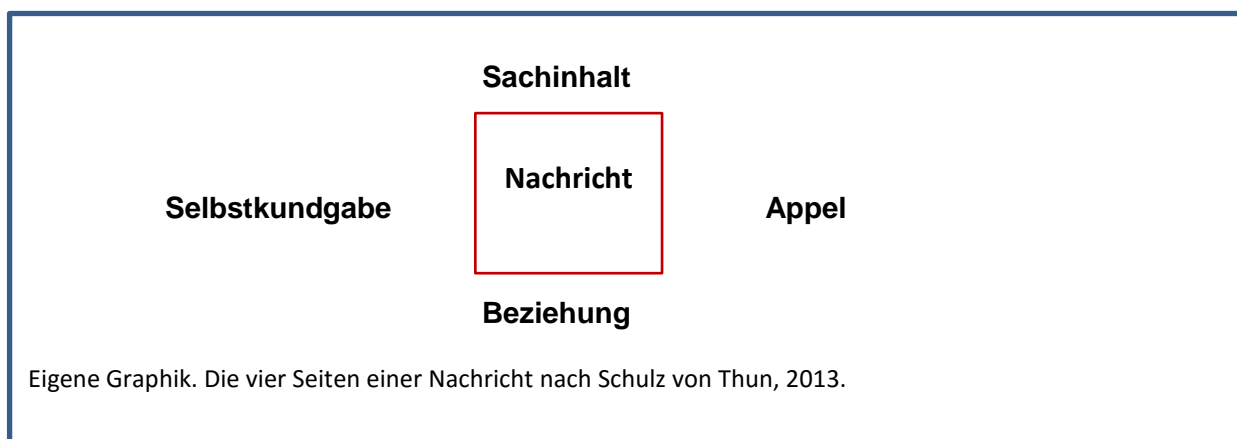 Sachinhalt
Nachricht
Selbstkundgabe
Appel
Beziehung
Eigene Graphik. Die vier Seiten einer Nachricht nach Schulz von Thun, 2013.